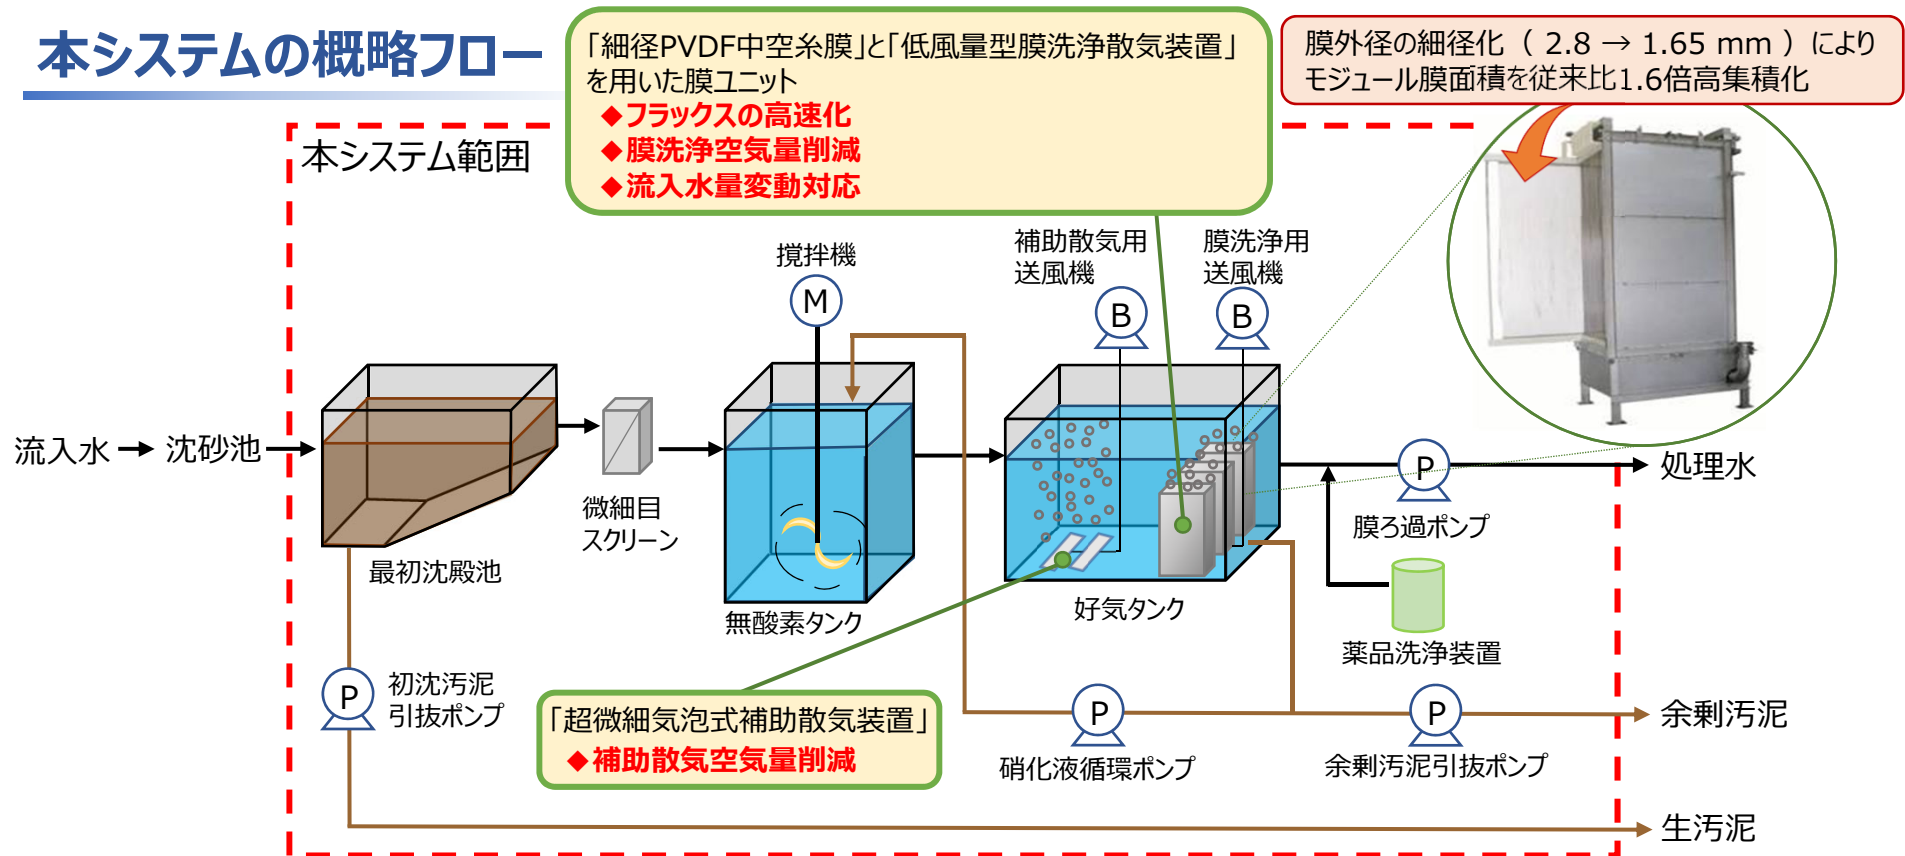 本システムの概略フロー
「細径PVDF中空糸膜」と「低風量型膜洗浄散気装置」
を用いた膜ユニット
◆フラックスの高速化
◆膜洗浄空気量削減
◆流入水量変動対応
膜外径の細径化（ 2.8 → 1.65 mm ）により
モジュール膜面積を従来比1.6倍高集積化
本システム範囲
撹拌機
M
補助散気用
送風機
B
膜洗浄用
送風機
B
流入水
沈砂池
最初沈殿池
微細目
スクリーン
無酸素タンク
好気タンク
P
膜ろ過ポンプ
処理水
薬品洗浄装置
P
初沈汚泥
引抜ポンプ
「超微細気泡式補助散気装置」
◆補助散気空気量削減
P
硝化液循環ポンプ
P
余剰汚泥引抜ポンプ
余剰汚泥
生汚泥